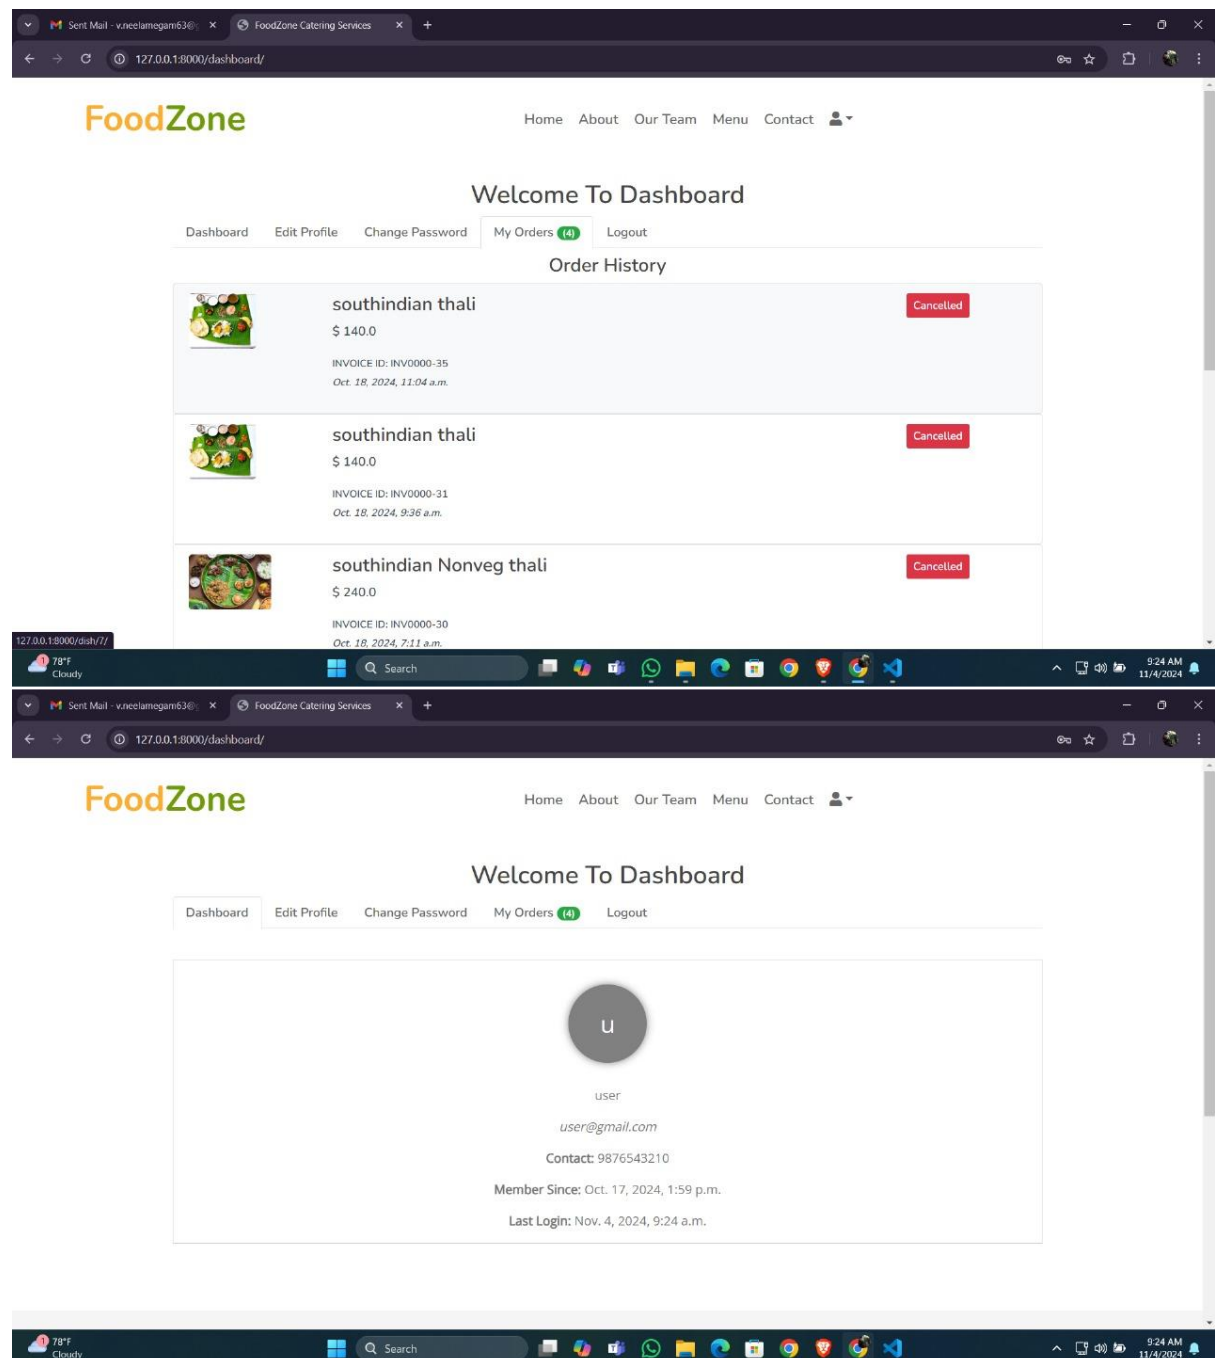 Sent Mail - v.neelamegam63@g
FoodZone Catering Services
127.0.0.1:8000/dashboard/
FoodZone
Home About Our Team Menu Contact
Welcome To Dashboard
Dashboard Edit Profile Change Password My Orders (4) Logout
Order History
southindian thali
Cancelled
$ 140.0
INVOICE ID: INV0000-35
Oct. 18, 2024, 11:04 a.m.
southindian thali
Cancelled
$ 140.0
INVOICE ID: INV0000-31
Oct. 18, 2024, 9:36 a.m.
southindian Nonveg thali
Cancelled
$ 240.0
INVOICE ID: INV0000-30
Oct. 18, 2024, 7:11 a.m.
127.0.0.1:8000/dish/7/
1
78°F
Cloudy
Search
9:24 AM
11/4/2024
Sent Mail - v.neelamegam63@g
FoodZone Catering Services
127.0.0.1:8000/dashboard/
FoodZone
Home About Our Team Menu Contact
Welcome To Dashboard
Dashboard Edit Profile Change Password My Orders (4) Logout
u
user
user@gmail.com
Contact: 9876543210
Member Since: Oct. 17, 2024, 1:59 p.m.
Last Login: Nov. 4, 2024, 9:24 a.m.
1
78°F
Cloudy
Search
9:24 AM
11/4/2024